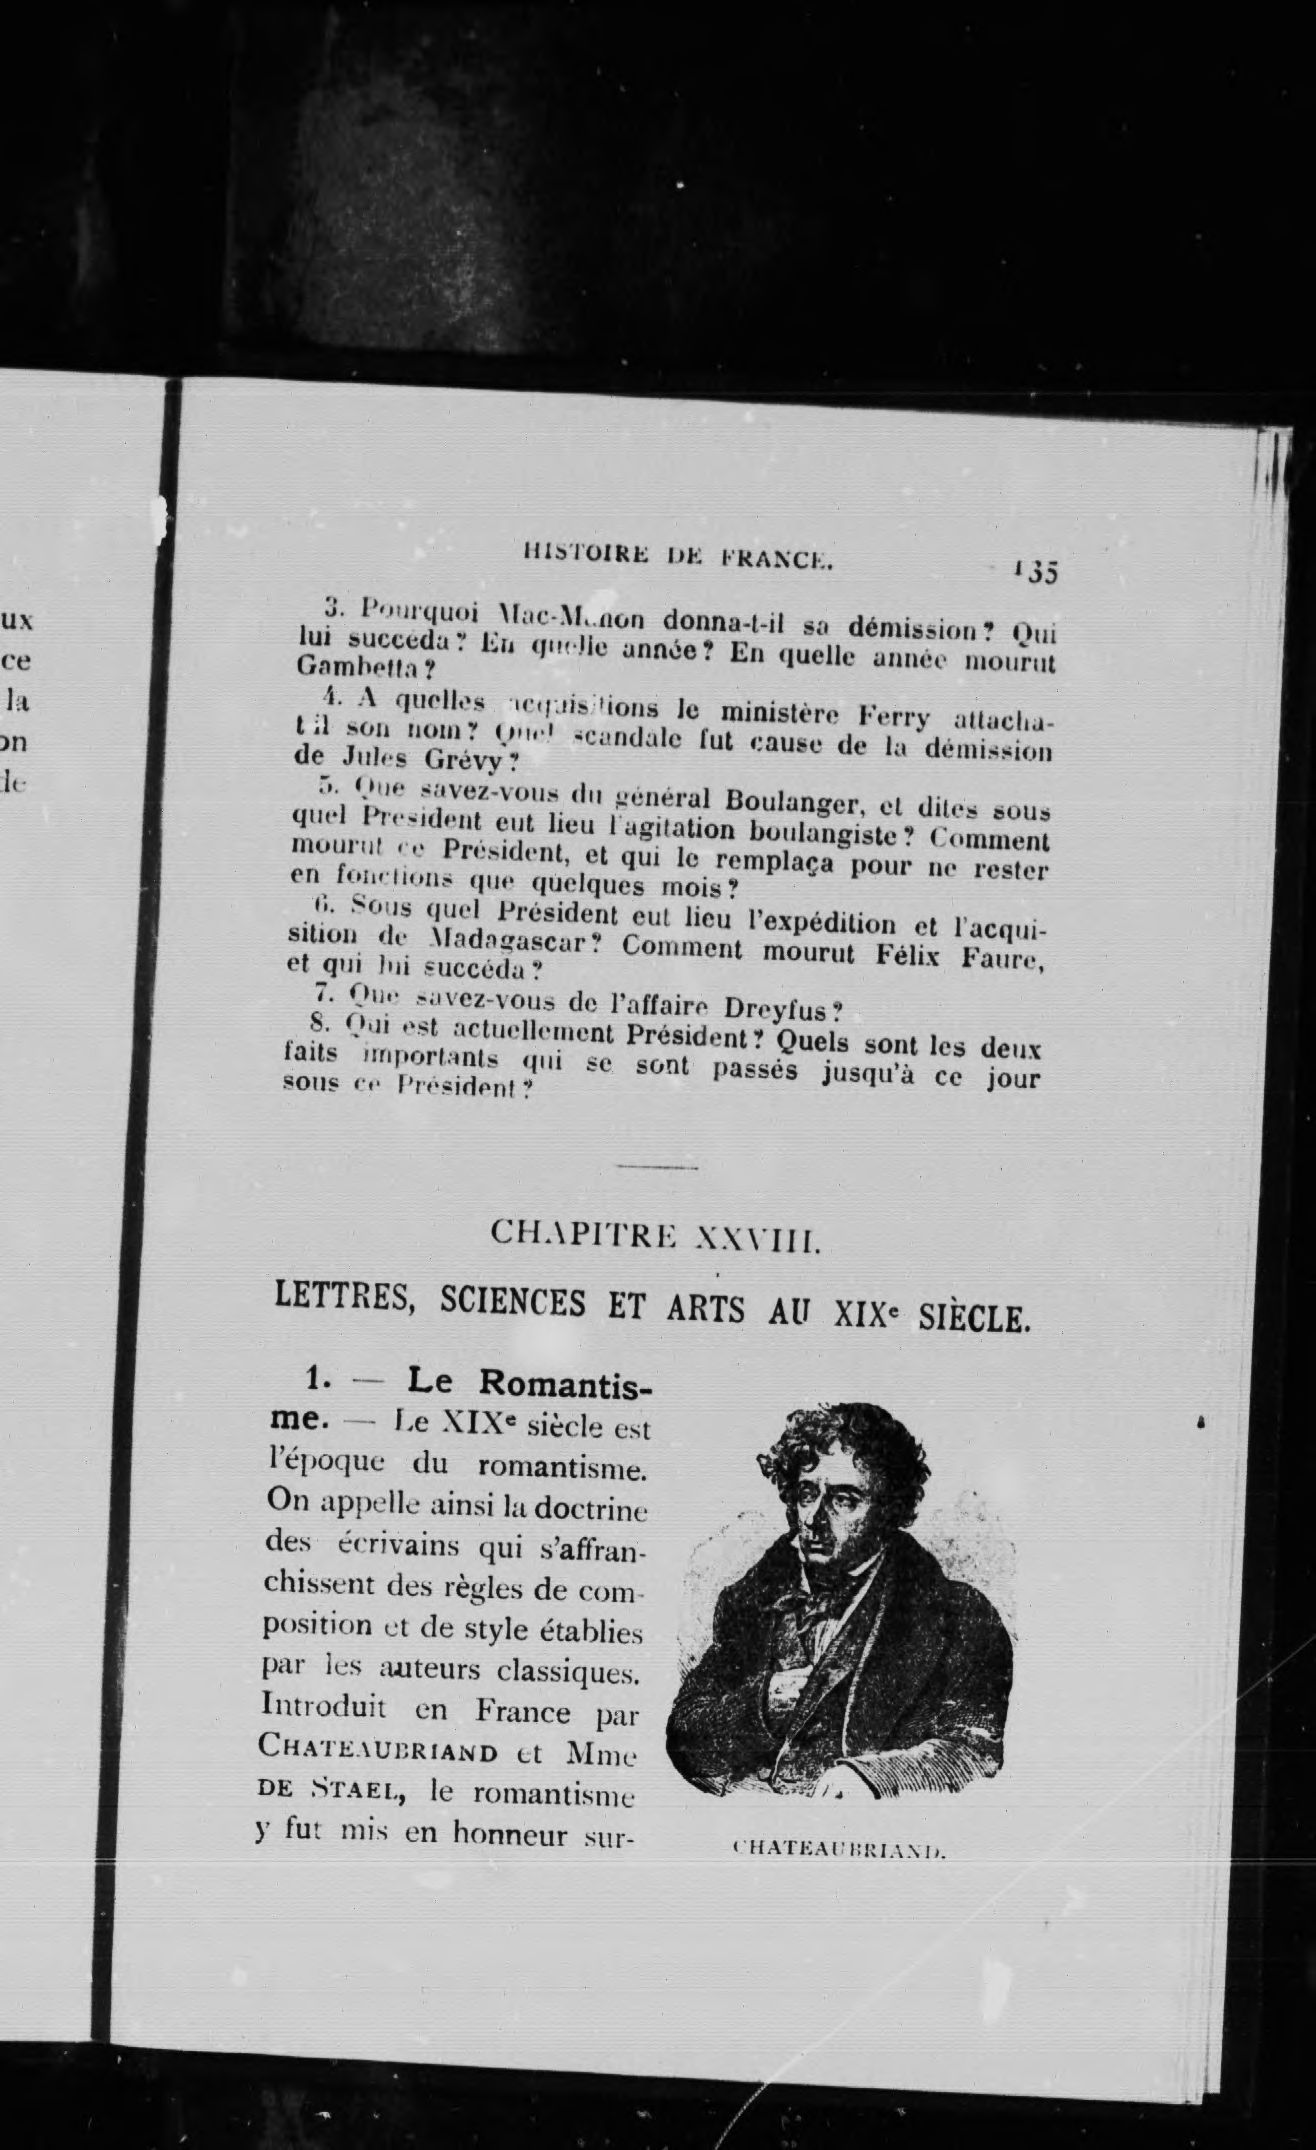 HISTOIRE DE FRANCE. 135
3. Pourquoi Mac-Mahon donna-t-il sa démission? Qui
lui succéda? En quelle année? En quelle année mourut
Gambetta?
4. A quelles acquisitions le ministère Ferry attacha-
t-il son nom? Quel scandale fut cause de la démission
de Jules Grévy?
5. Que savez-vous du général Boulanger, et dites sous
quel Président eut lieu l'agitation boulangiste? Comment
mourut ce Président, et qui le remplaça pour ne rester
en fonctions que quelques mois?
6. Sous quel Président eut lieu l'expédition et l'acqui-
sition de Madagascar? Comment mourut Félix Faure,
et qui lui succéda?
7. Que savez-vous de l'affaire Dreyfus?
8. Qui est actuellement Président? Quels sont les deux
faits importants qui se sont passés jusqu'à ce jour
sous ce Président?
CHAPITRE XXVIII.
LETTRES, SCIENCES ET ARTS AU XIXe SIÈCLE.
1. — Le Romantis-
me. — Le XIXe siècle est
l'époque du romantisme.
On appelle ainsi la doctrine
des écrivains qui s'affran-
chissent des règles de com-
position et de style établies
par les auteurs classiques.
Introduit en France par
CHATEAUBRIAND et Mme
DE STAEL, le romantisme
y fut mis en honneur sur-
CHATEAUBRIAND.
ux
ce
la
on
de